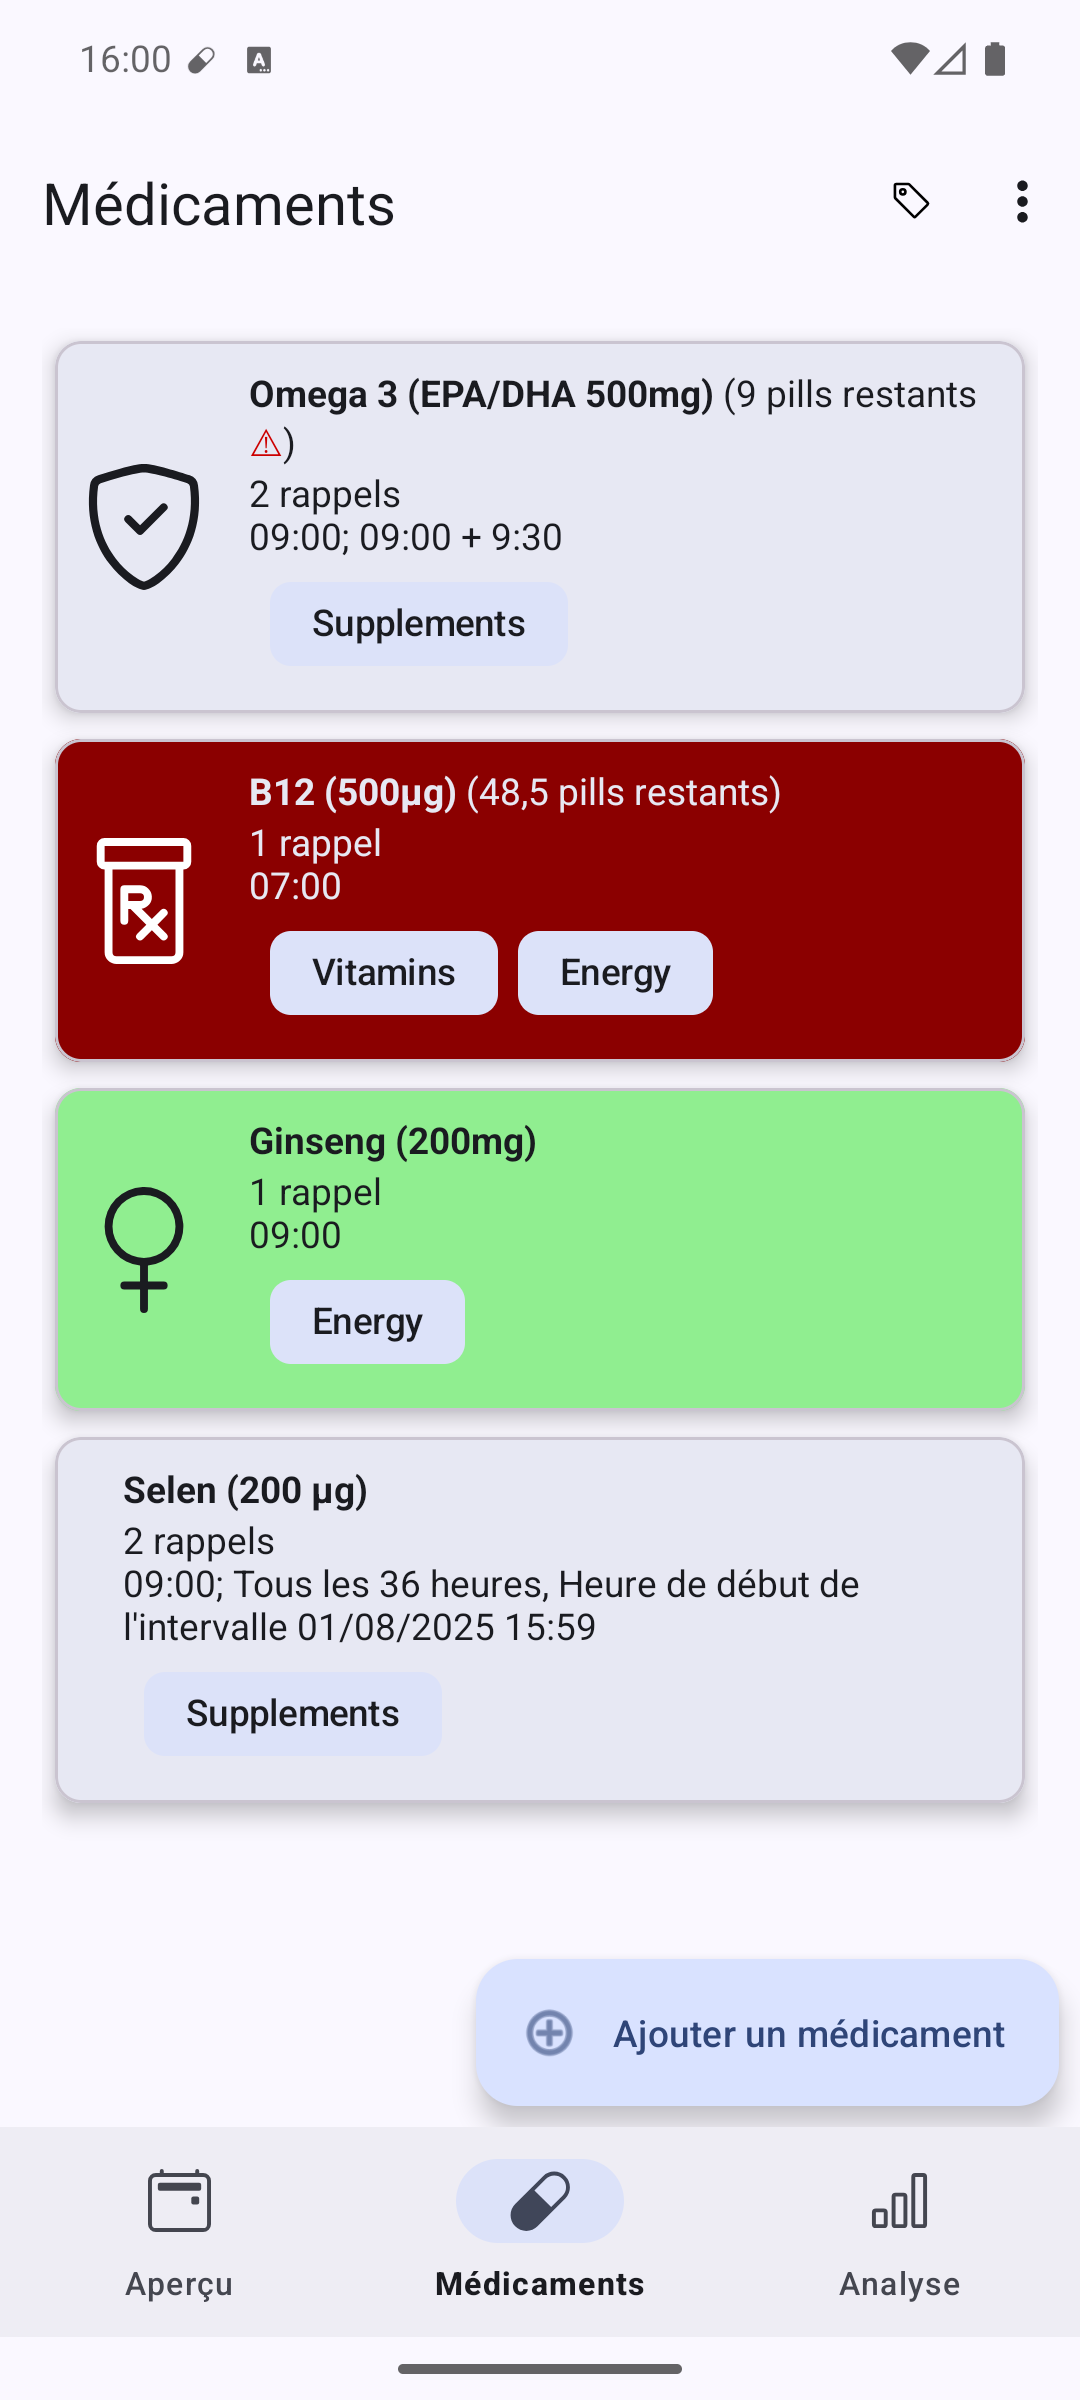 16:00
Médicaments
Omega 3 (EPA/DHA 500mg) (9 pills restants
⚠)
2 rappels
09:00; 09:00 + 9:30
Supplements
B12 (500µg) (48,5 pills restants)
1 rappel
07:00
Vitamins
Energy
Ginseng (200mg)
1 rappel
09:00
Energy
Selen (200 µg)
2 rappels
09:00; Tous les 36 heures, Heure de début de
l'intervalle 01/08/2025 15:59
Supplements
Ajouter un médicament
Aperçu
Médicaments
Analyse